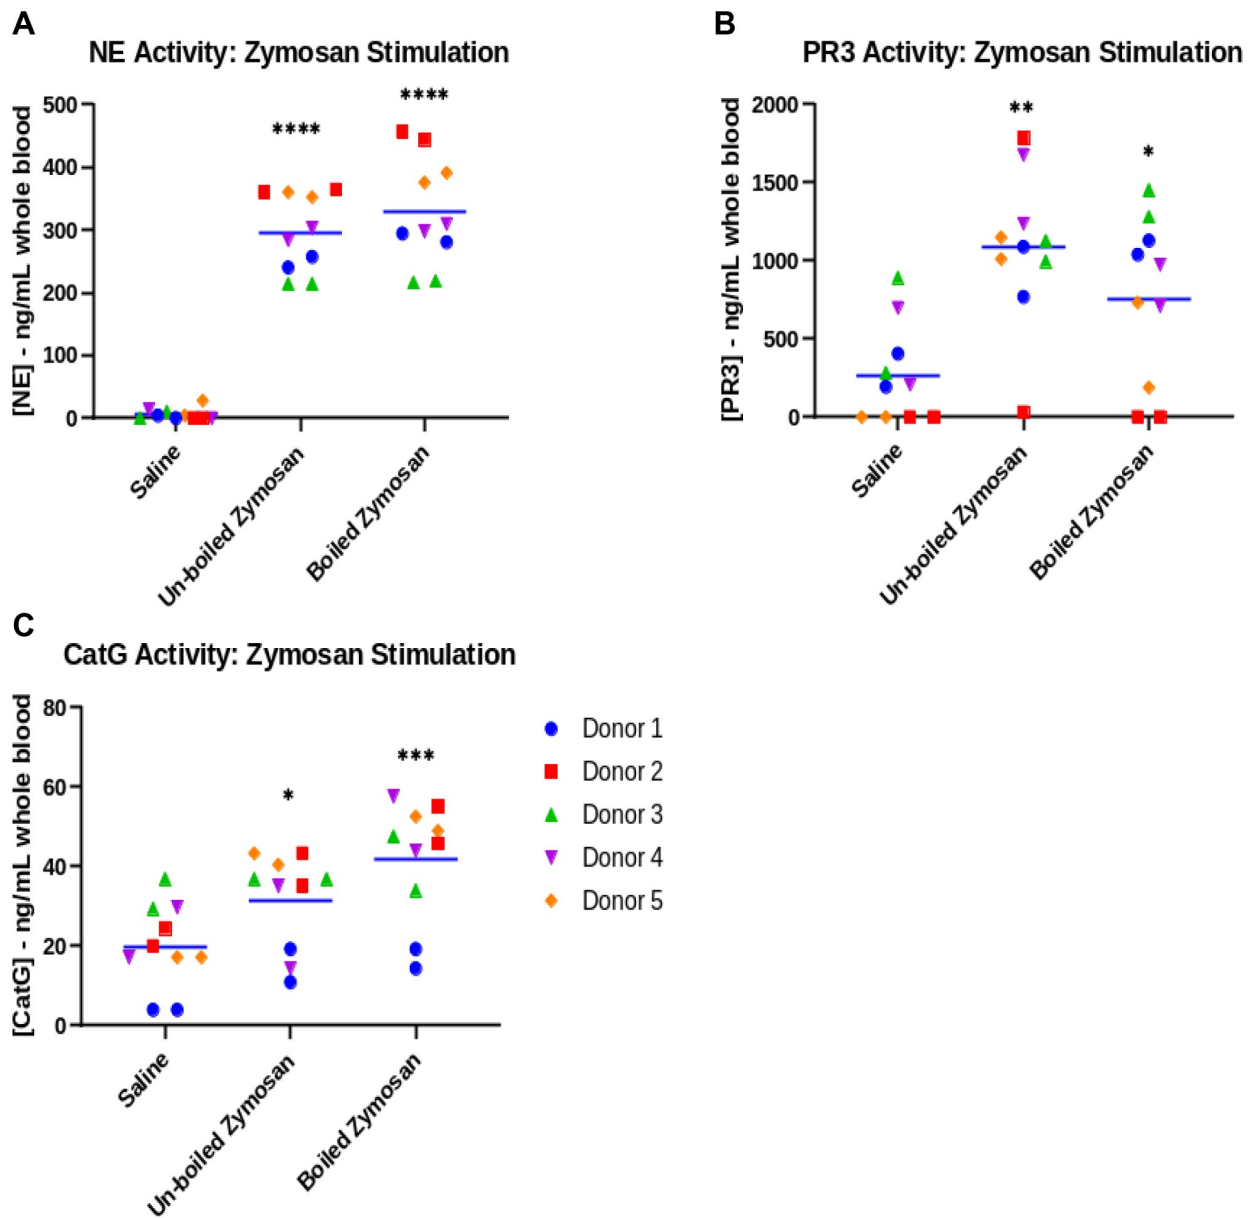 A
NE Activity: Zymosan Stimulation
[NE] - ng/mL whole blood
500
400
300
200
100
0
****
****
Saline
Un-boiled Zymosan
Boiled Zymosan
B
PR3 Activity: Zymosan Stimulation
[PR3] - ng/mL whole blood
2000
1500
1000
500
0
**
*
Saline
Un-boiled Zymosan
Boiled Zymosan
C
CatG Activity: Zymosan Stimulation
[CatG] - ng/mL whole blood
80
60
40
20
0
*
***
Saline
Un-boiled Zymosan
Boiled Zymosan
Donor 1
Donor 2
Donor 3
Donor 4
Donor 5